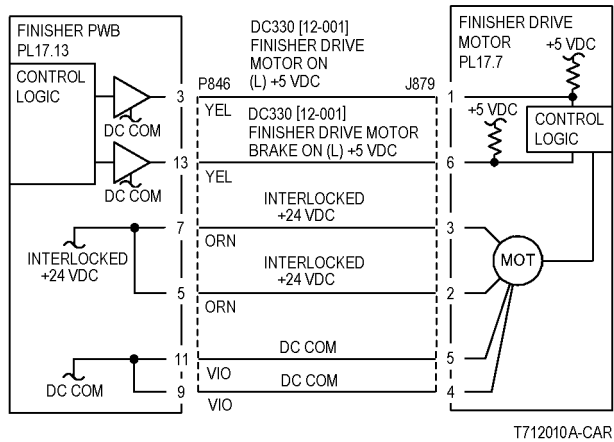 FINISHER PWB
PL17.13
CONTROL
LOGIC
DC COM
DC COM
INTERLOCKED
+24 VDC
DC COM
3
13
7
5
11
9
P846
J879
DC330 [12-001]
FINISHER DRIVE
MOTOR ON
(L) +5 VDC
YEL
DC330 [12-001]
FINISHER DRIVE MOTOR
BRAKE ON (L) +5 VDC
YEL
INTERLOCKED
+24 VDC
ORN
INTERLOCKED
+24 VDC
ORN
DC COM
VIO
DC COM
VIO
1
6
3
2
5
4
FINISHER DRIVE
MOTOR
PL17.7
+5 VDC
+5 VDC
CONTROL
LOGIC
MOT
T712010A-CAR